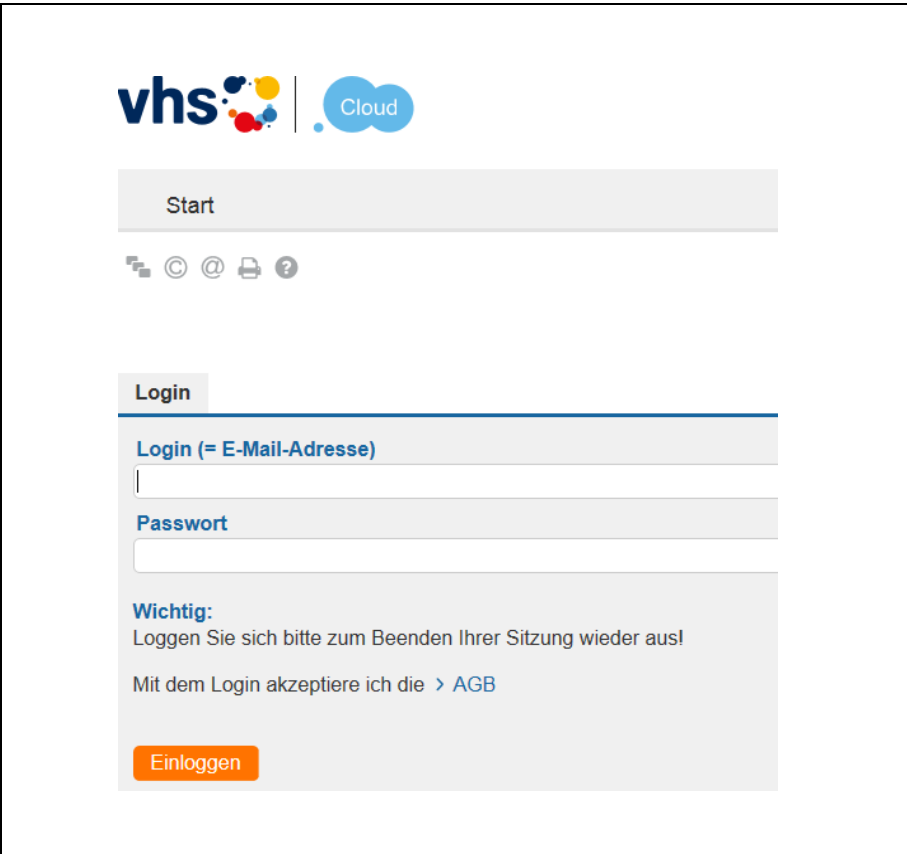 vhs Cloud
Start
© @ ?
Login
Login (= E-Mail-Adresse)
Passwort
Wichtig:
Loggen Sie sich bitte zum Beenden Ihrer Sitzung wieder aus!
Mit dem Login akzeptiere ich die > AGB
Einloggen